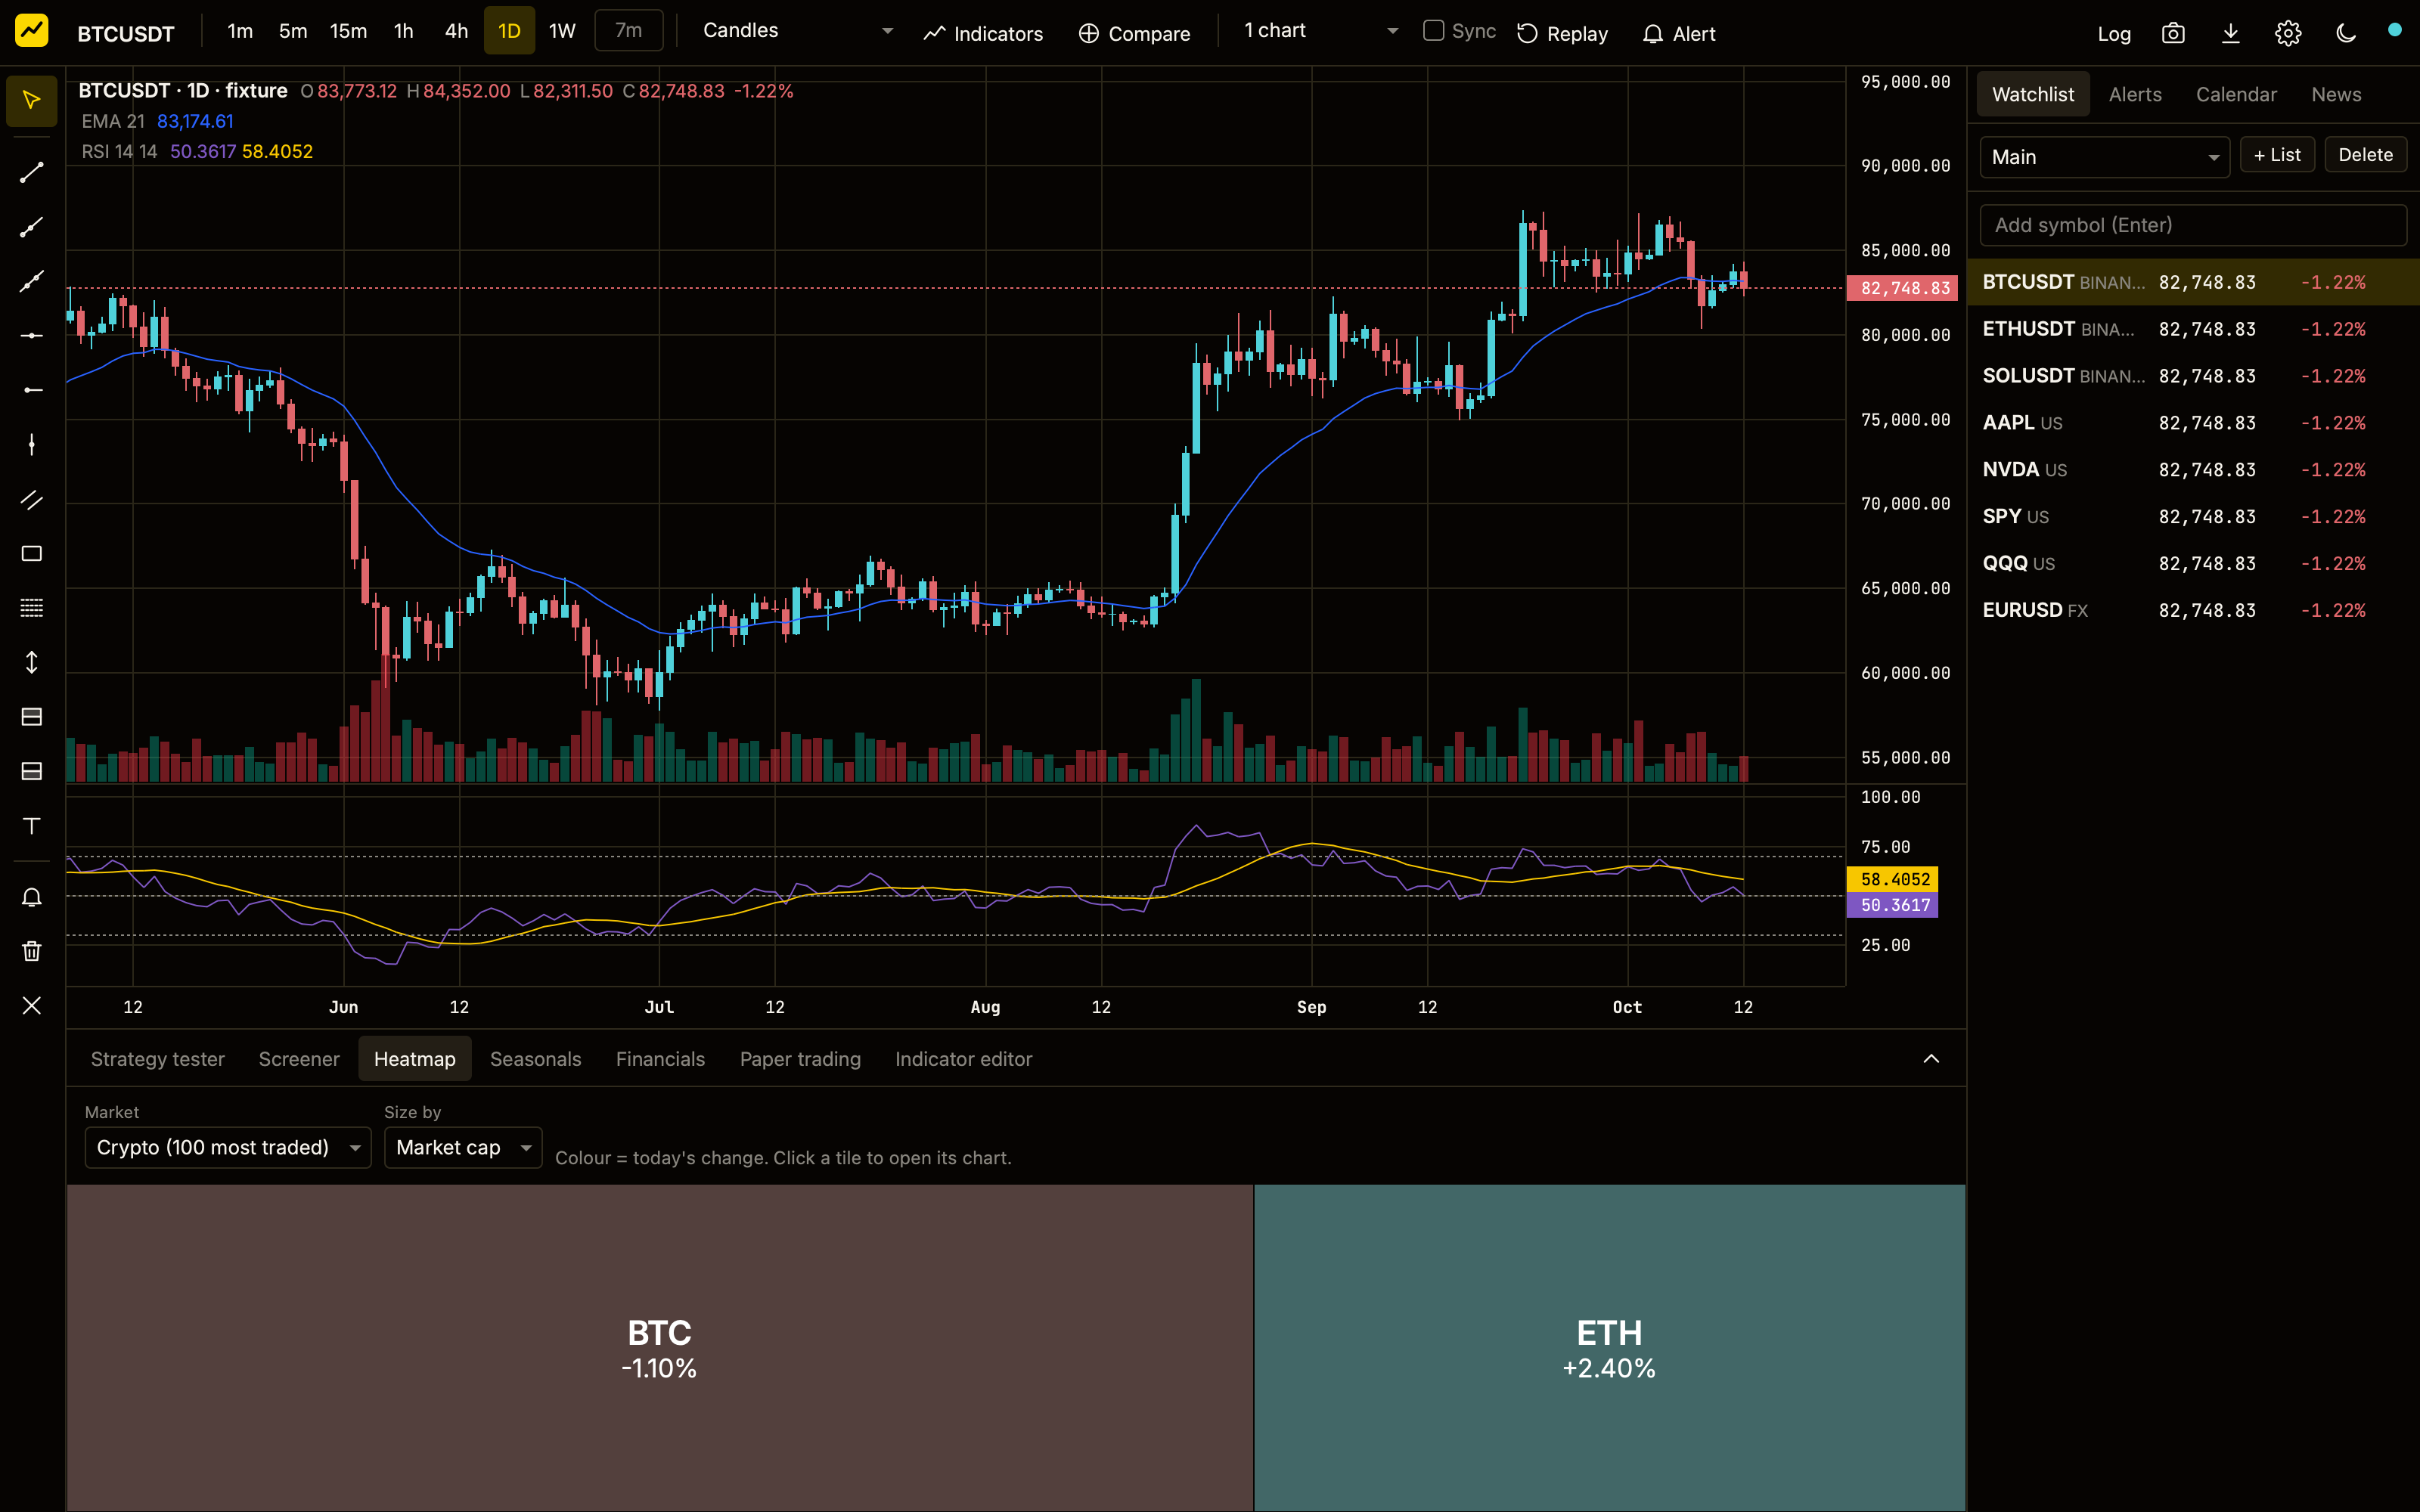 BTCUSDT 1m 5m 15m 1h 4h 1D 1W 7m Candles Indicators Compare 1 chart Sync Replay Alert Log
BTCUSDT · 1D · fixture O 83,773.12 H 84,352.00 L 82,311.50 C 82,748.83 -1.22%
EMA 21 83,174.61
RSI 14 14 50.3617 58.4052
95,000.00
90,000.00
85,000.00
82,748.83
80,000.00
75,000.00
70,000.00
65,000.00
60,000.00
55,000.00
100.00
75.00
58.4052
50.3617
25.00
12 Jun 12 Jul 12 Aug 12 Sep 12 Oct 12
Watchlist Alerts Calendar News
Main + List Delete
Add symbol (Enter)
BTCUSDT BINAN... 82,748.83 -1.22%
ETHUSDT BINA... 82,748.83 -1.22%
SOLUSDT BINAN... 82,748.83 -1.22%
AAPL US 82,748.83 -1.22%
NVDA US 82,748.83 -1.22%
SPY US 82,748.83 -1.22%
QQQ US 82,748.83 -1.22%
EURUSD FX 82,748.83 -1.22%
Strategy tester Screener Heatmap Seasonals Financials Paper trading Indicator editor
Market Size by
Crypto (100 most traded) Market cap Colour = today's change. Click a tile to open its chart.
BTC
-1.10%
ETH
+2.40%